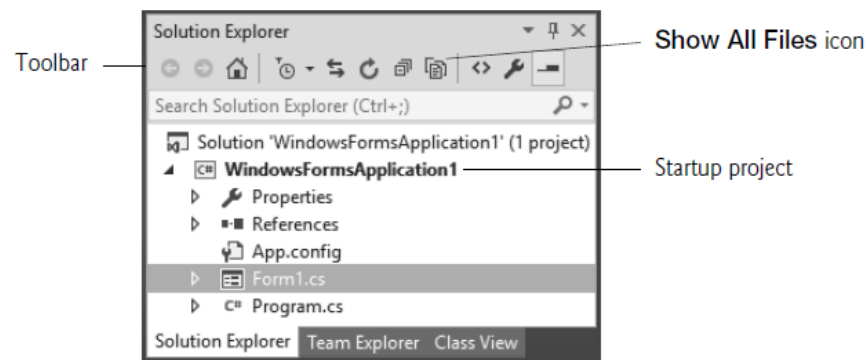 Solution Explorer
Toolbar
Show All Files icon
Search Solution Explorer (Ctrl+;)
Solution 'WindowsFormsApplication1' (1 project)
C# WindowsFormsApplication1
Startup project
Properties
References
App.config
Form1.cs
C# Program.cs
Solution Explorer Team Explorer Class View